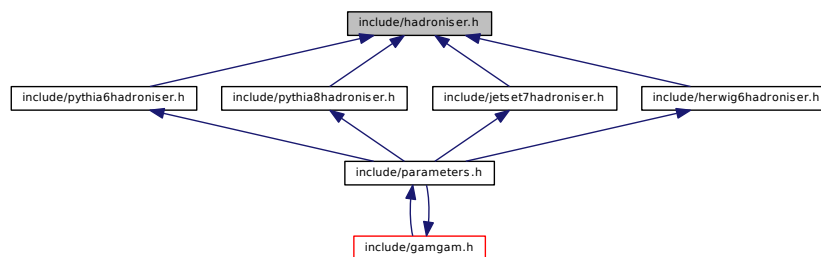 include/hadroniser.h
include/pythia6hadroniser.h
include/pythia8hadroniser.h
include/jetset7hadroniser.h
include/herwig6hadroniser.h
include/parameters.h
include/gamgam.h